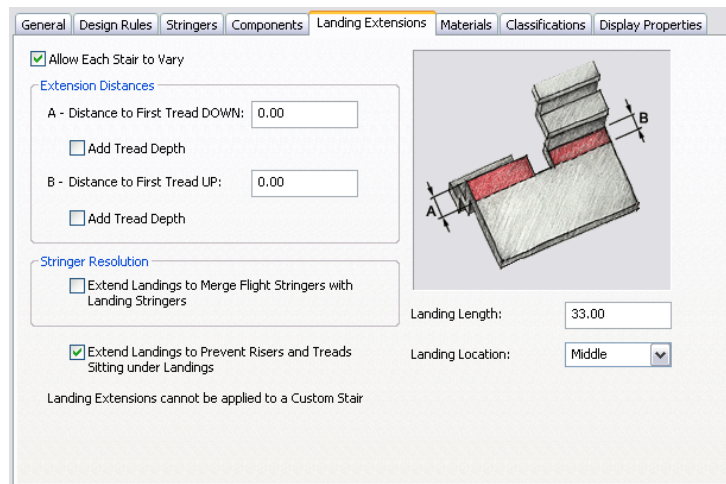 General Design Rules Stringers Components Landing Extensions Materials Classifications Display Properties
Allow Each Stair to Vary
Extension Distances
A - Distance to First Tread DOWN: 0.00
Add Tread Depth
B - Distance to First Tread UP: 0.00
Add Tread Depth
Stringer Resolution
Extend Landings to Merge Flight Stringers with
Landing Stringers
Extend Landings to Prevent Risers and Treads
Sitting under Landings
Landing Extensions cannot be applied to a Custom Stair
B
A
Landing Length: 33.00
Landing Location: Middle